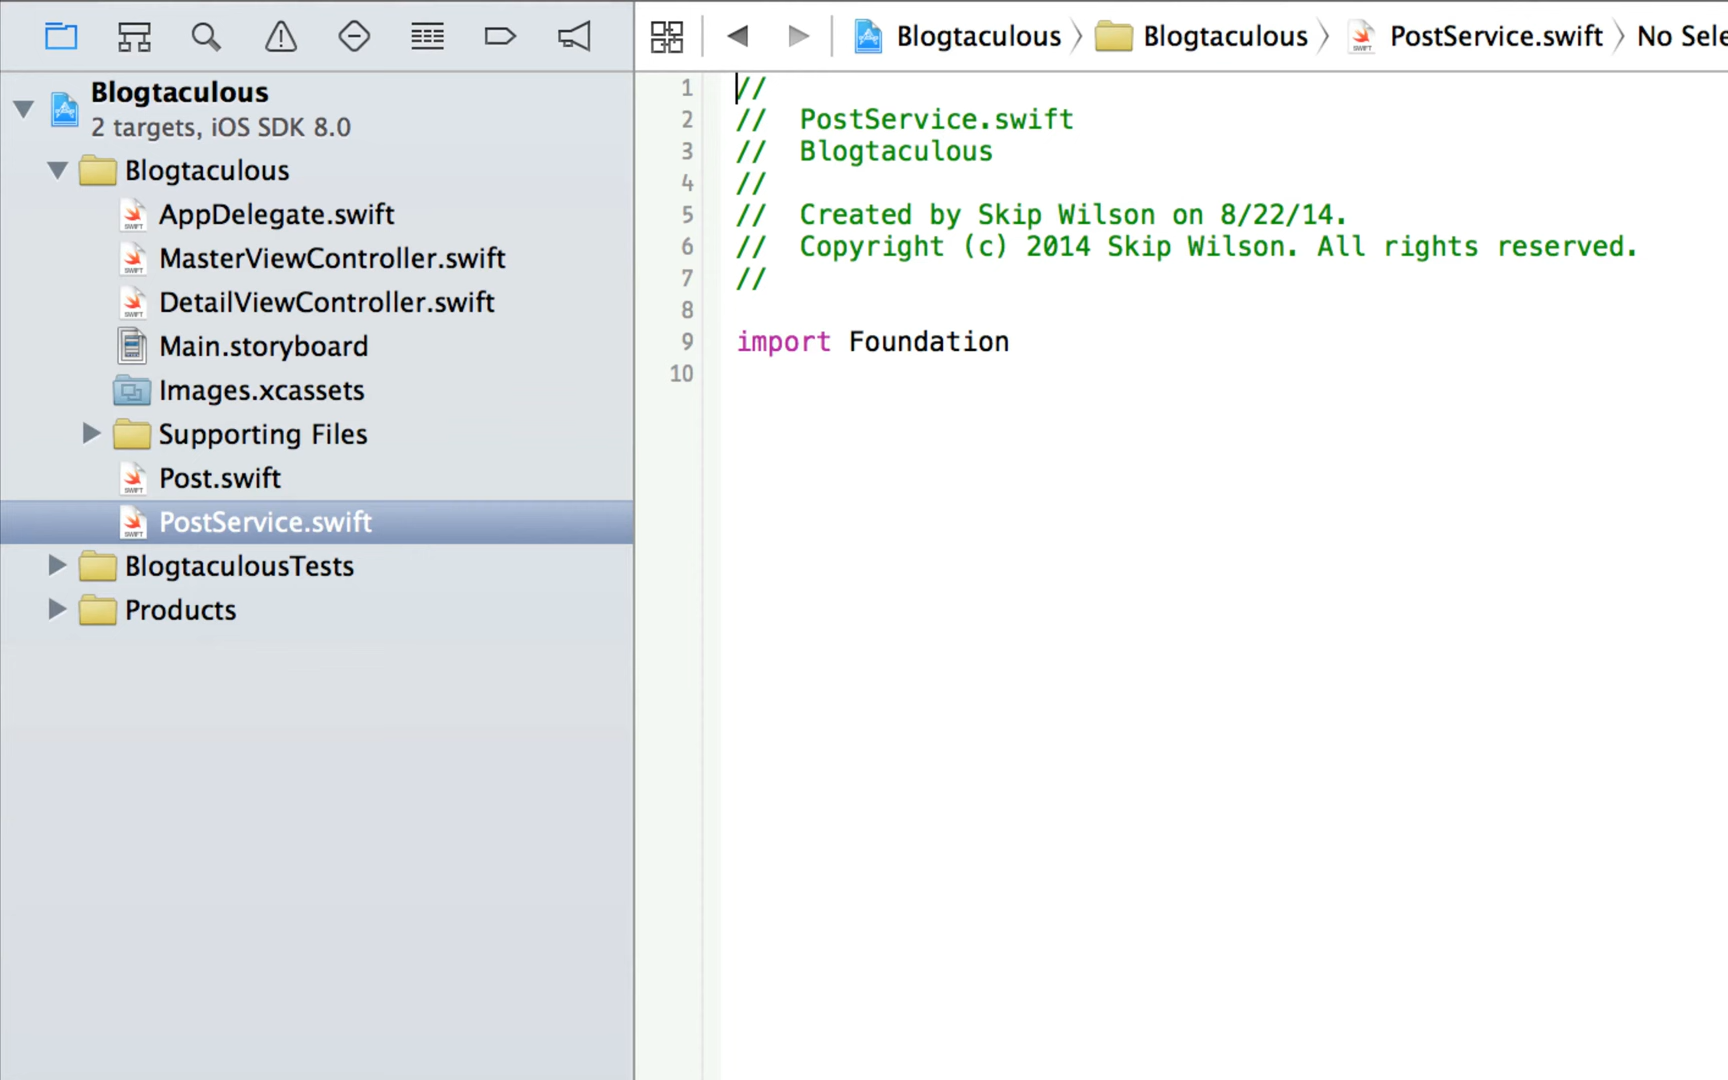 Blogtaculous
2 targets, iOS SDK 8.0
Blogtaculous
AppDelegate.swift
MasterViewController.swift
DetailViewController.swift
Main.storyboard
Images.xcassets
Supporting Files
Post.swift
PostService.swift
BlogtaculousTests
Products
Blogtaculous 〉 Blogtaculous 〉 PostService.swift 〉 No Sele
1 //
2 //  PostService.swift
3 //  Blogtaculous
4 //
5 //  Created by Skip Wilson on 8/22/14.
6 //  Copyright (c) 2014 Skip Wilson. All rights reserved.
7 //
8
9 import Foundation
10